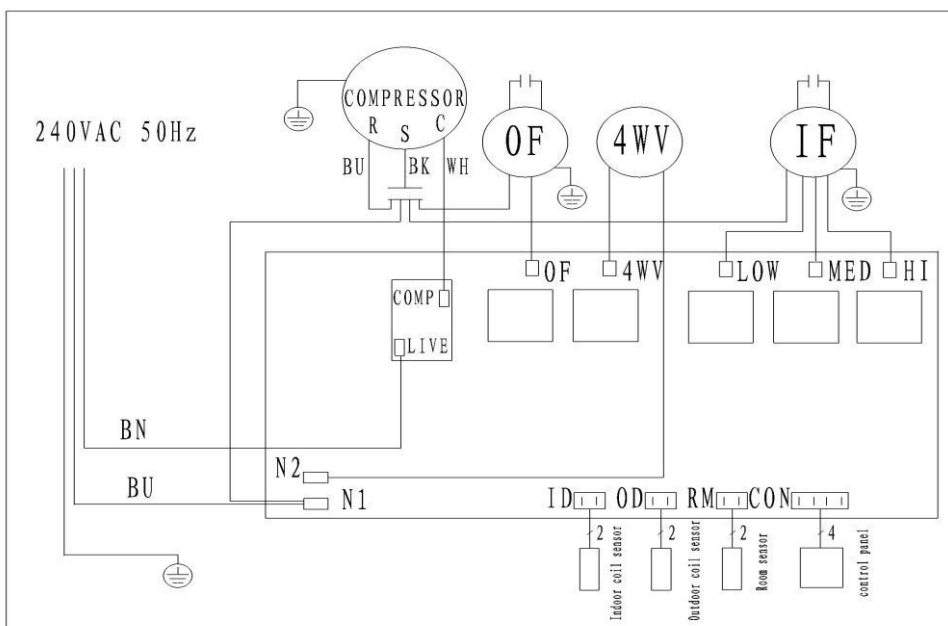 240VAC 50Hz
COMPRESSOR
R
S
C
BU
BK
WH
OF
4WV
IF
OF
4WV
LOW
MED
HI
COMP
LIVE
BN
BU
N2
N1
ID
OD
RM
CON
2
2
2
4
Indoor coil sensor
Outdoor coil sensor
Room sensor
control panel